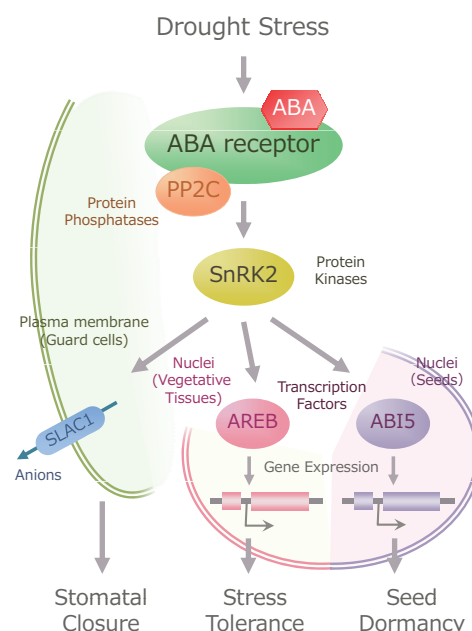 Drought Stress
ABA
ABA receptor
PP2C
Protein
Phosphatases
SnRK2
Protein
Kinases
Plasma membrane
(Guard cells)
Nuclei
(Vegetative
Tissues)
Transcription
Factors
Nuclei
(Seeds)
SLAC1
AREB
ABI5
Anions
Gene Expression
Stomatal
Closure
Stress
Tolerance
Seed
Dormancy